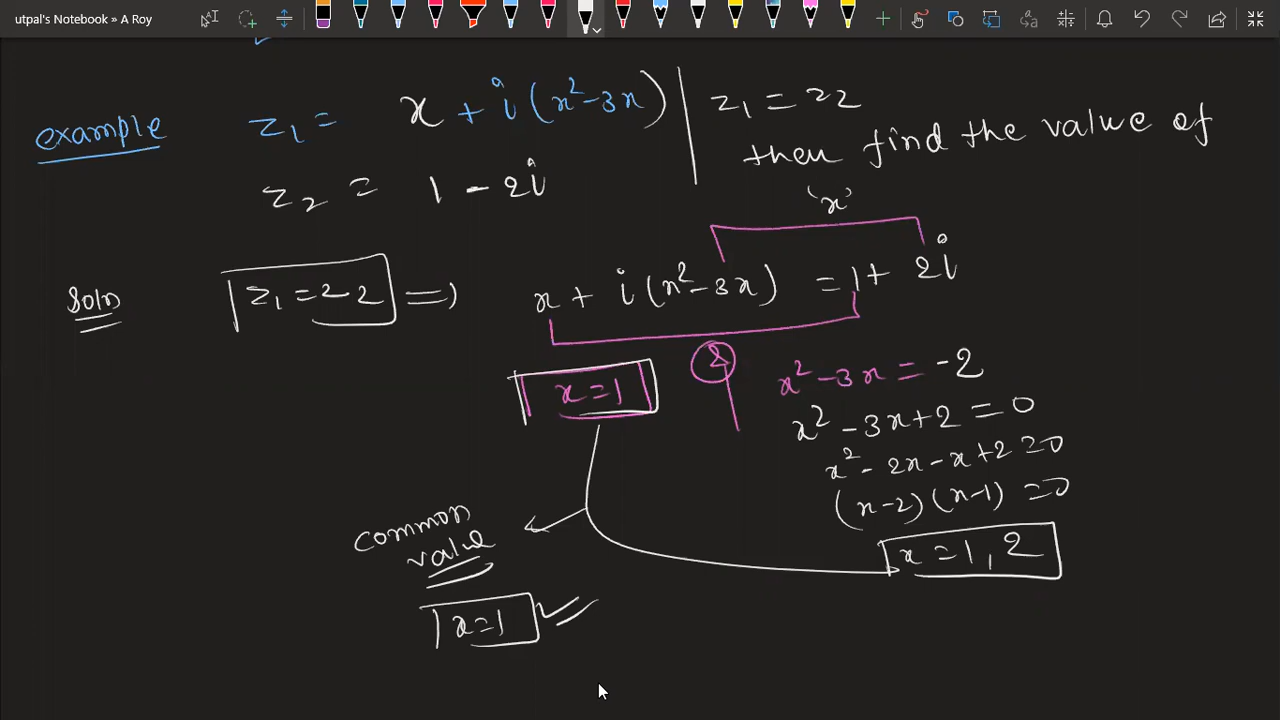 utpal's Notebook » A Roy
example z₁ = x + i(x²-3x) | z₁ = z2
then find the value of
z₂ = 1 - 2i
'x'
Soln z₁ = z2 => x + i(x²-3x) = 1 + 2i
x = 1 & x²-3x = -2
x² - 3x + 2 = 0
x² - 2x - x + 2 = 0
(x-2)(x-1) = 0
common
value
x = 1, 2
x = 1